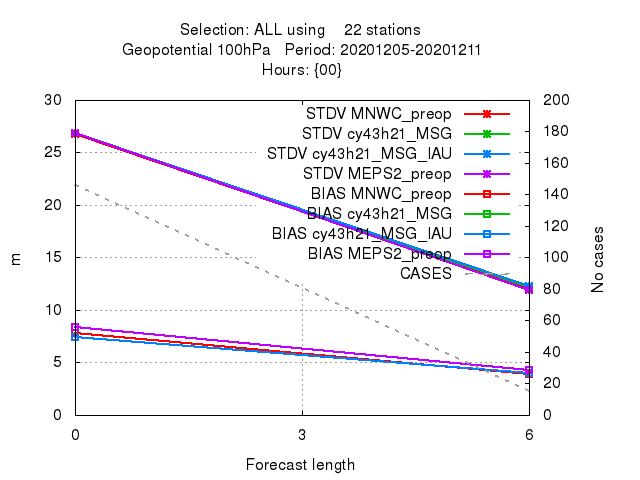 Selection: ALL using    22 stations
Geopotential 100hPa   Period: 20201205-20201211
Hours: {00}
30 200
STDV MNWC_preop
180
STDV cy43h21_MSG
25 STDV cy43h21_MSG_IAU 160
STDV MEPS2_preop
BIAS MNWC_preop 140
20 BIAS cy43h21_MSG
120
BIAS cy43h21_MSG_IAU
BIAS MEPS2_preop
15 100
m No cases
CASES
80
10 60
5 40
20
0 0
0 3 6
Forecast length